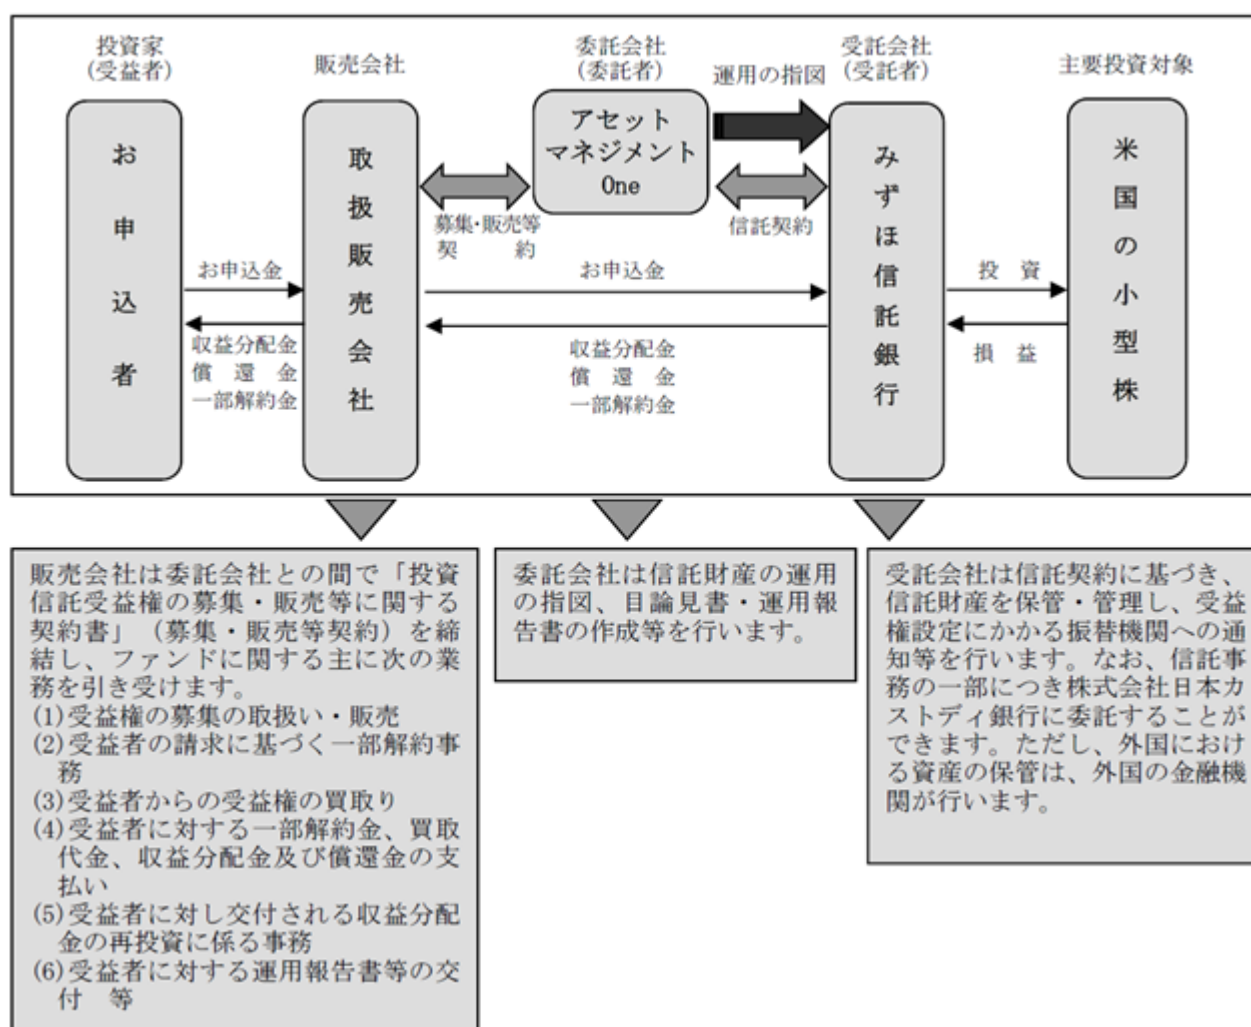 投資家
(受益者)
販売会社
委託会社
(委託者)
運用の指図
受託会社
(受託者)
主要投資対象
お申込者
取扱販売会社
アセット
マネジメント
One
みずほ信託銀行
米国の小型株
募集・販売等
契　　約
信託契約
お申込金
収益分配金
償　還　金
一部解約金
お申込金
収益分配金
償　還　金
一部解約金
投　資
損　益
販売会社は委託会社との間で「投資
信託受益権の募集・販売等に関する
契約書」（募集・販売等契約）を締
結し、ファンドに関する主に次の業
務を引き受けます。
(1)受益権の募集の取扱い・販売
(2)受益者の請求に基づく一部解約事
務
(3)受益者からの受益権の買取り
(4)受益者に対する一部解約金、買取
代金、収益分配金及び償還金の支
払い
(5)受益者に対し交付される収益分配
金の再投資に係る事務
(6)受益者に対する運用報告書等の交
付　等
委託会社は信託財産の運用
の指図、目論見書・運用報
告書の作成等を行います。
受託会社は信託契約に基づき、
信託財産を保管・管理し、受益
権設定にかかる振替機関への通
知等を行います。なお、信託事
務の一部につき株式会社日本カ
ストディ銀行に委託することが
できます。ただし、外国におけ
る資産の保管は、外国の金融機
関が行います。